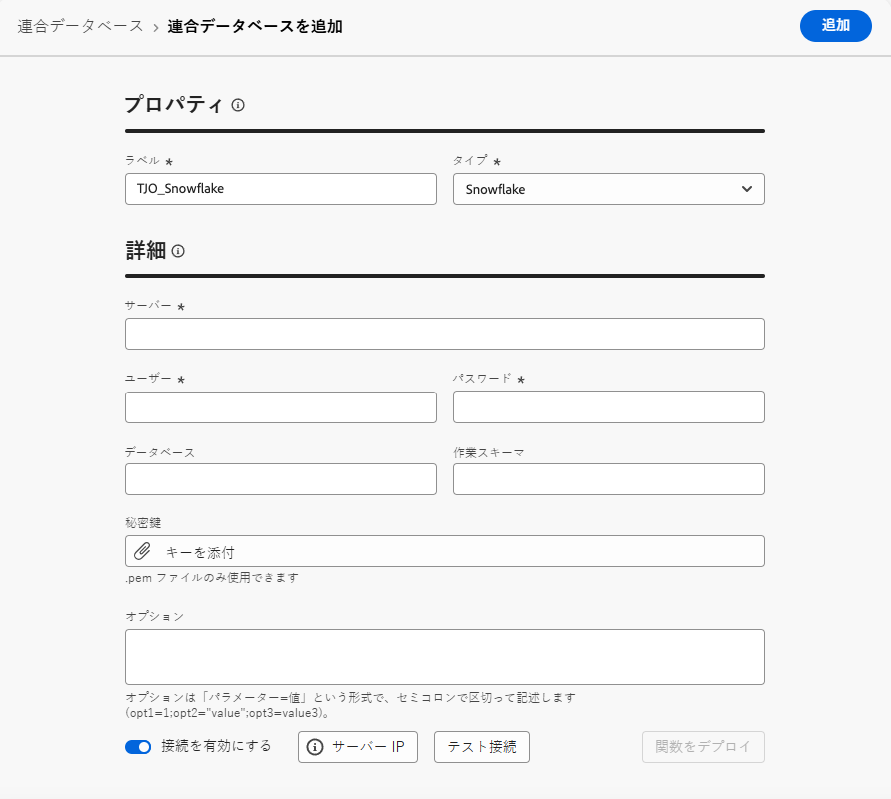 連合データベース > 連合データベースを追加
追加
プロパティ
ラベル *
タイプ *
TJO_Snowflake
Snowflake
詳細
サーバー *
ユーザー *
パスワード *
データベース
作業スキーマ
秘密鍵
キーを添付
.pem ファイルのみ使用できます
オプション
オプションは「パラメーター=値」という形式で、セミコロンで区切って記述します
(opt1=1;opt2="value";opt3=value3)。
接続を有効にする
サーバー IP
テスト接続
関数をデプロイ